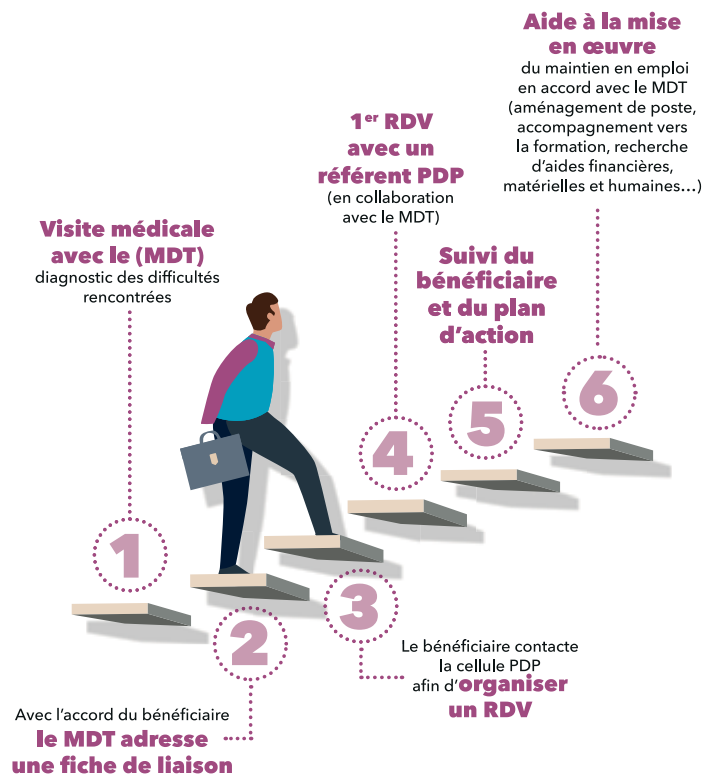 Visite médicale
avec le (MDT)
diagnostic des difficultés
rencontrées
1
Avec l'accord du bénéficiaire
le MDT adresse
une fiche de liaison
2
3
Le bénéficiaire contacte
la cellule PDP
afin d'organiser
un RDV
1er RDV
avec un
référent PDP
(en collaboration
avec le MDT)
4
Suivi du
bénéficiaire
et du plan
d'action
5
Aide à la mise
en œuvre
du maintien en emploi
en accord avec le MDT
(aménagement de poste,
accompagnement vers
la formation, recherche
d'aides financières,
matérielles et humaines…)
6